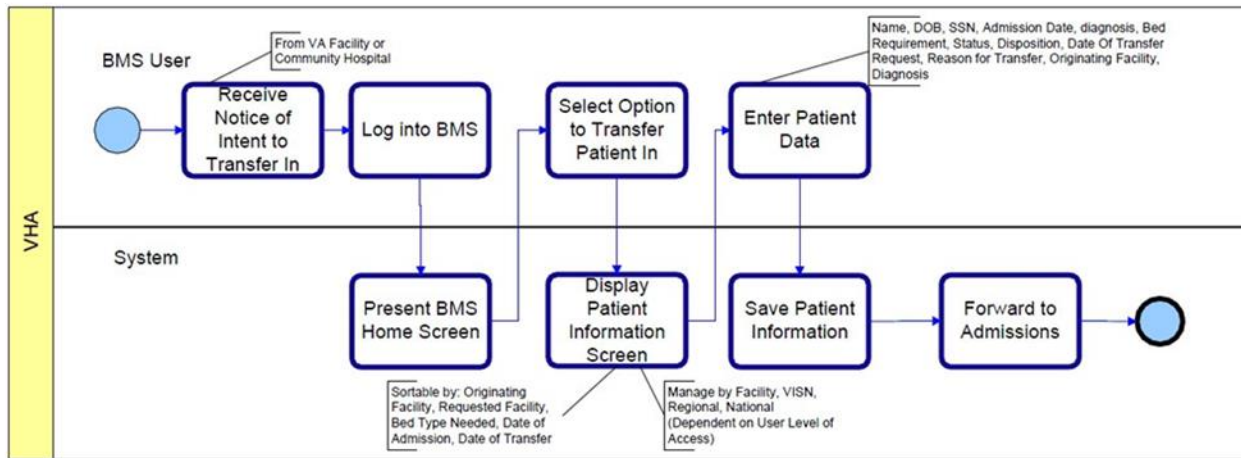 VHA
BMS User
From VA Facility or
Community Hospital
Name, DOB, SSN, Admission Date, diagnosis, Bed
Requirement, Status, Disposition, Date Of Transfer
Request, Reason for Transfer, Originating Facility,
Diagnosis
Receive
Notice of
Intent to
Transfer In
Log into BMS
Select Option
to Transfer
Patient In
Enter Patient
Data
System
Present BMS
Home Screen
Display
Patient
Information
Screen
Save Patient
Information
Forward to
Admissions
Sortable by: Originating
Facility, Requested Facility,
Bed Type Needed, Date of
Admission, Date of Transfer
Manage by Facility, VISN,
Regional, National
(Dependent on User Level of
Access)